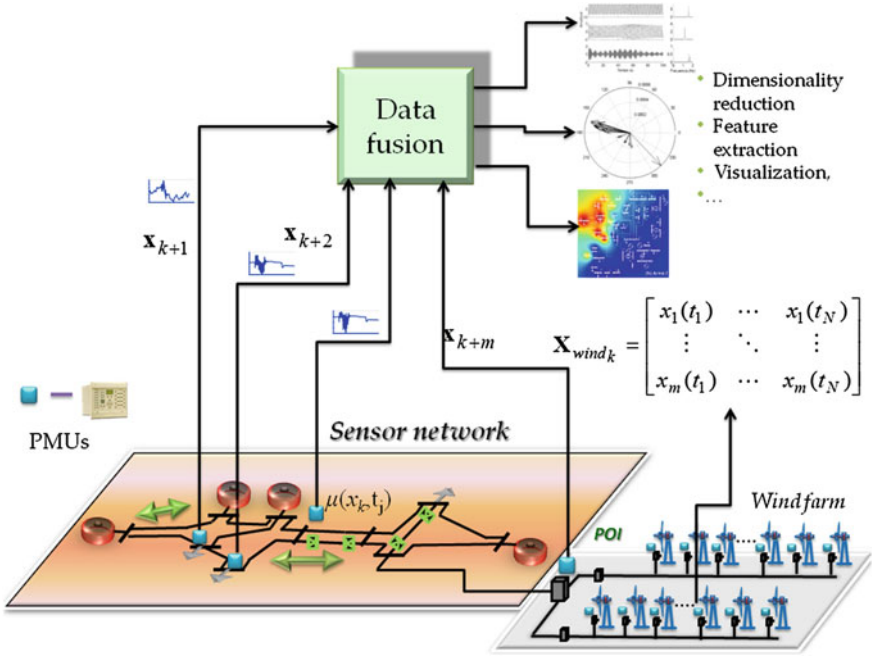 Data
fusion
• Dimensionality
reduction
• Feature
extraction
• Visualization,
• ...
x_{k+1}
x_{k+2}
x_{k+m}
X_{wind_k} = [ x_1(t_1) ⋯ x_1(t_N)
⋮ ⋱ ⋮
x_m(t_1) ⋯ x_m(t_N) ]
PMUs
Sensor network
μ(x_k, t_j)
Wind farm
POI